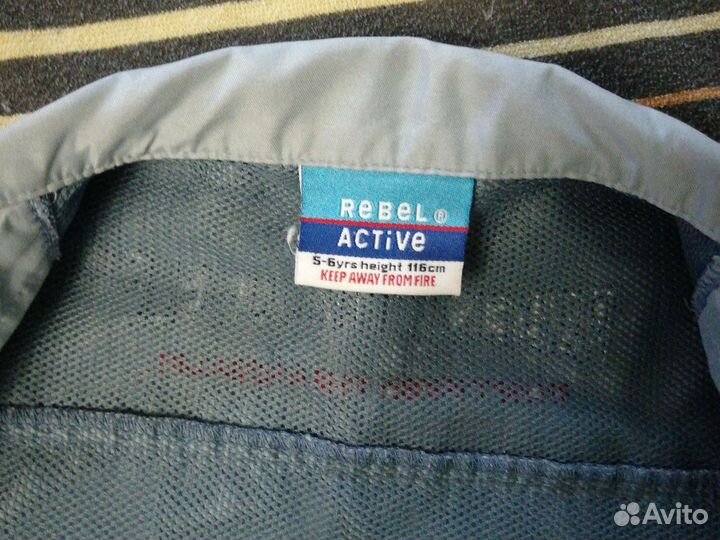 ReBeL ®
ACTiVe
5-6yrs height 116cm
KEEP AWAY FROM FIRE
Avito